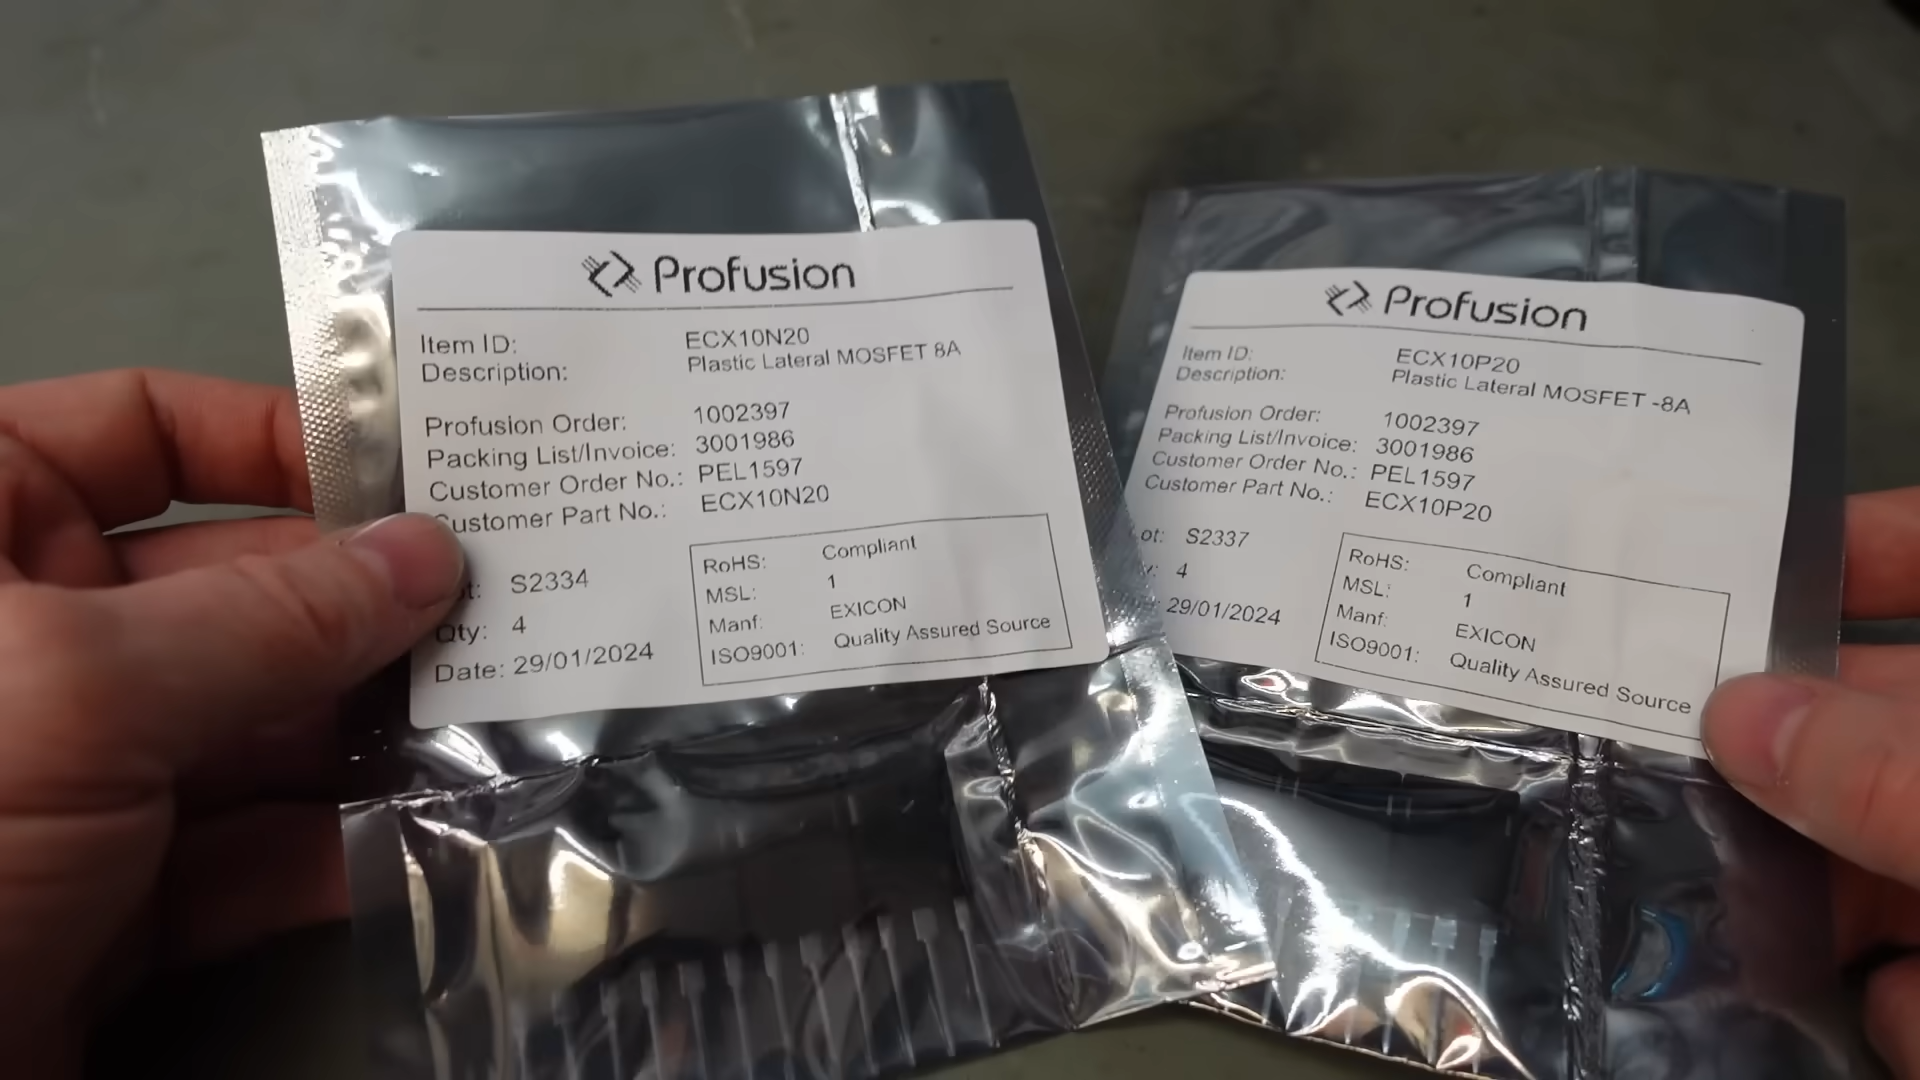 Profusion
Item ID: ECX10N20
Description: Plastic Lateral MOSFET 8A
Profusion Order: 1002397
Packing List/Invoice: 3001986
Customer Order No.: PEL1597
Customer Part No.: ECX10N20
S2334
Qty: 4
Date: 29/01/2024
RoHS: Compliant
MSL: 1
Manf: EXICON
ISO9001: Quality Assured Source
Profusion
Item ID: ECX10P20
Description: Plastic Lateral MOSFET -8A
Profusion Order: 1002397
Packing List/Invoice: 3001986
Customer Order No.: PEL1597
Customer Part No.: ECX10P20
S2337
4
29/01/2024
RoHS: Compliant
MSL: 1
Manf: EXICON
ISO9001: Quality Assured Source